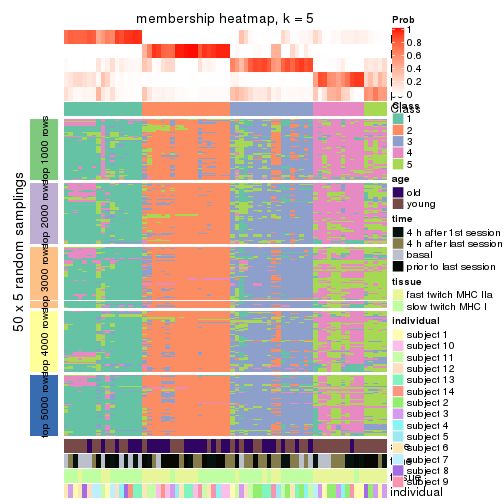 membership heatmap, k = 5
Prob
1
0.8
0.6
0.4
0.2
0
Class
Class
1
2
3
4
5
age
old
young
time
4 h after 1st session
4 h after last session
basal
prior to last session
tissue
fast twitch MHC IIa
slow twitch MHC I
individual
subject 1
subject 10
subject 11
subject 12
subject 13
subject 14
subject 2
subject 3
subject 4
subject 5
subject 6
subject 7
subject 8
subject 9
individual
50 x 5 random samplings
top 1000 rows
top 2000 rows
top 3000 rows
top 4000 rows
top 5000 rows